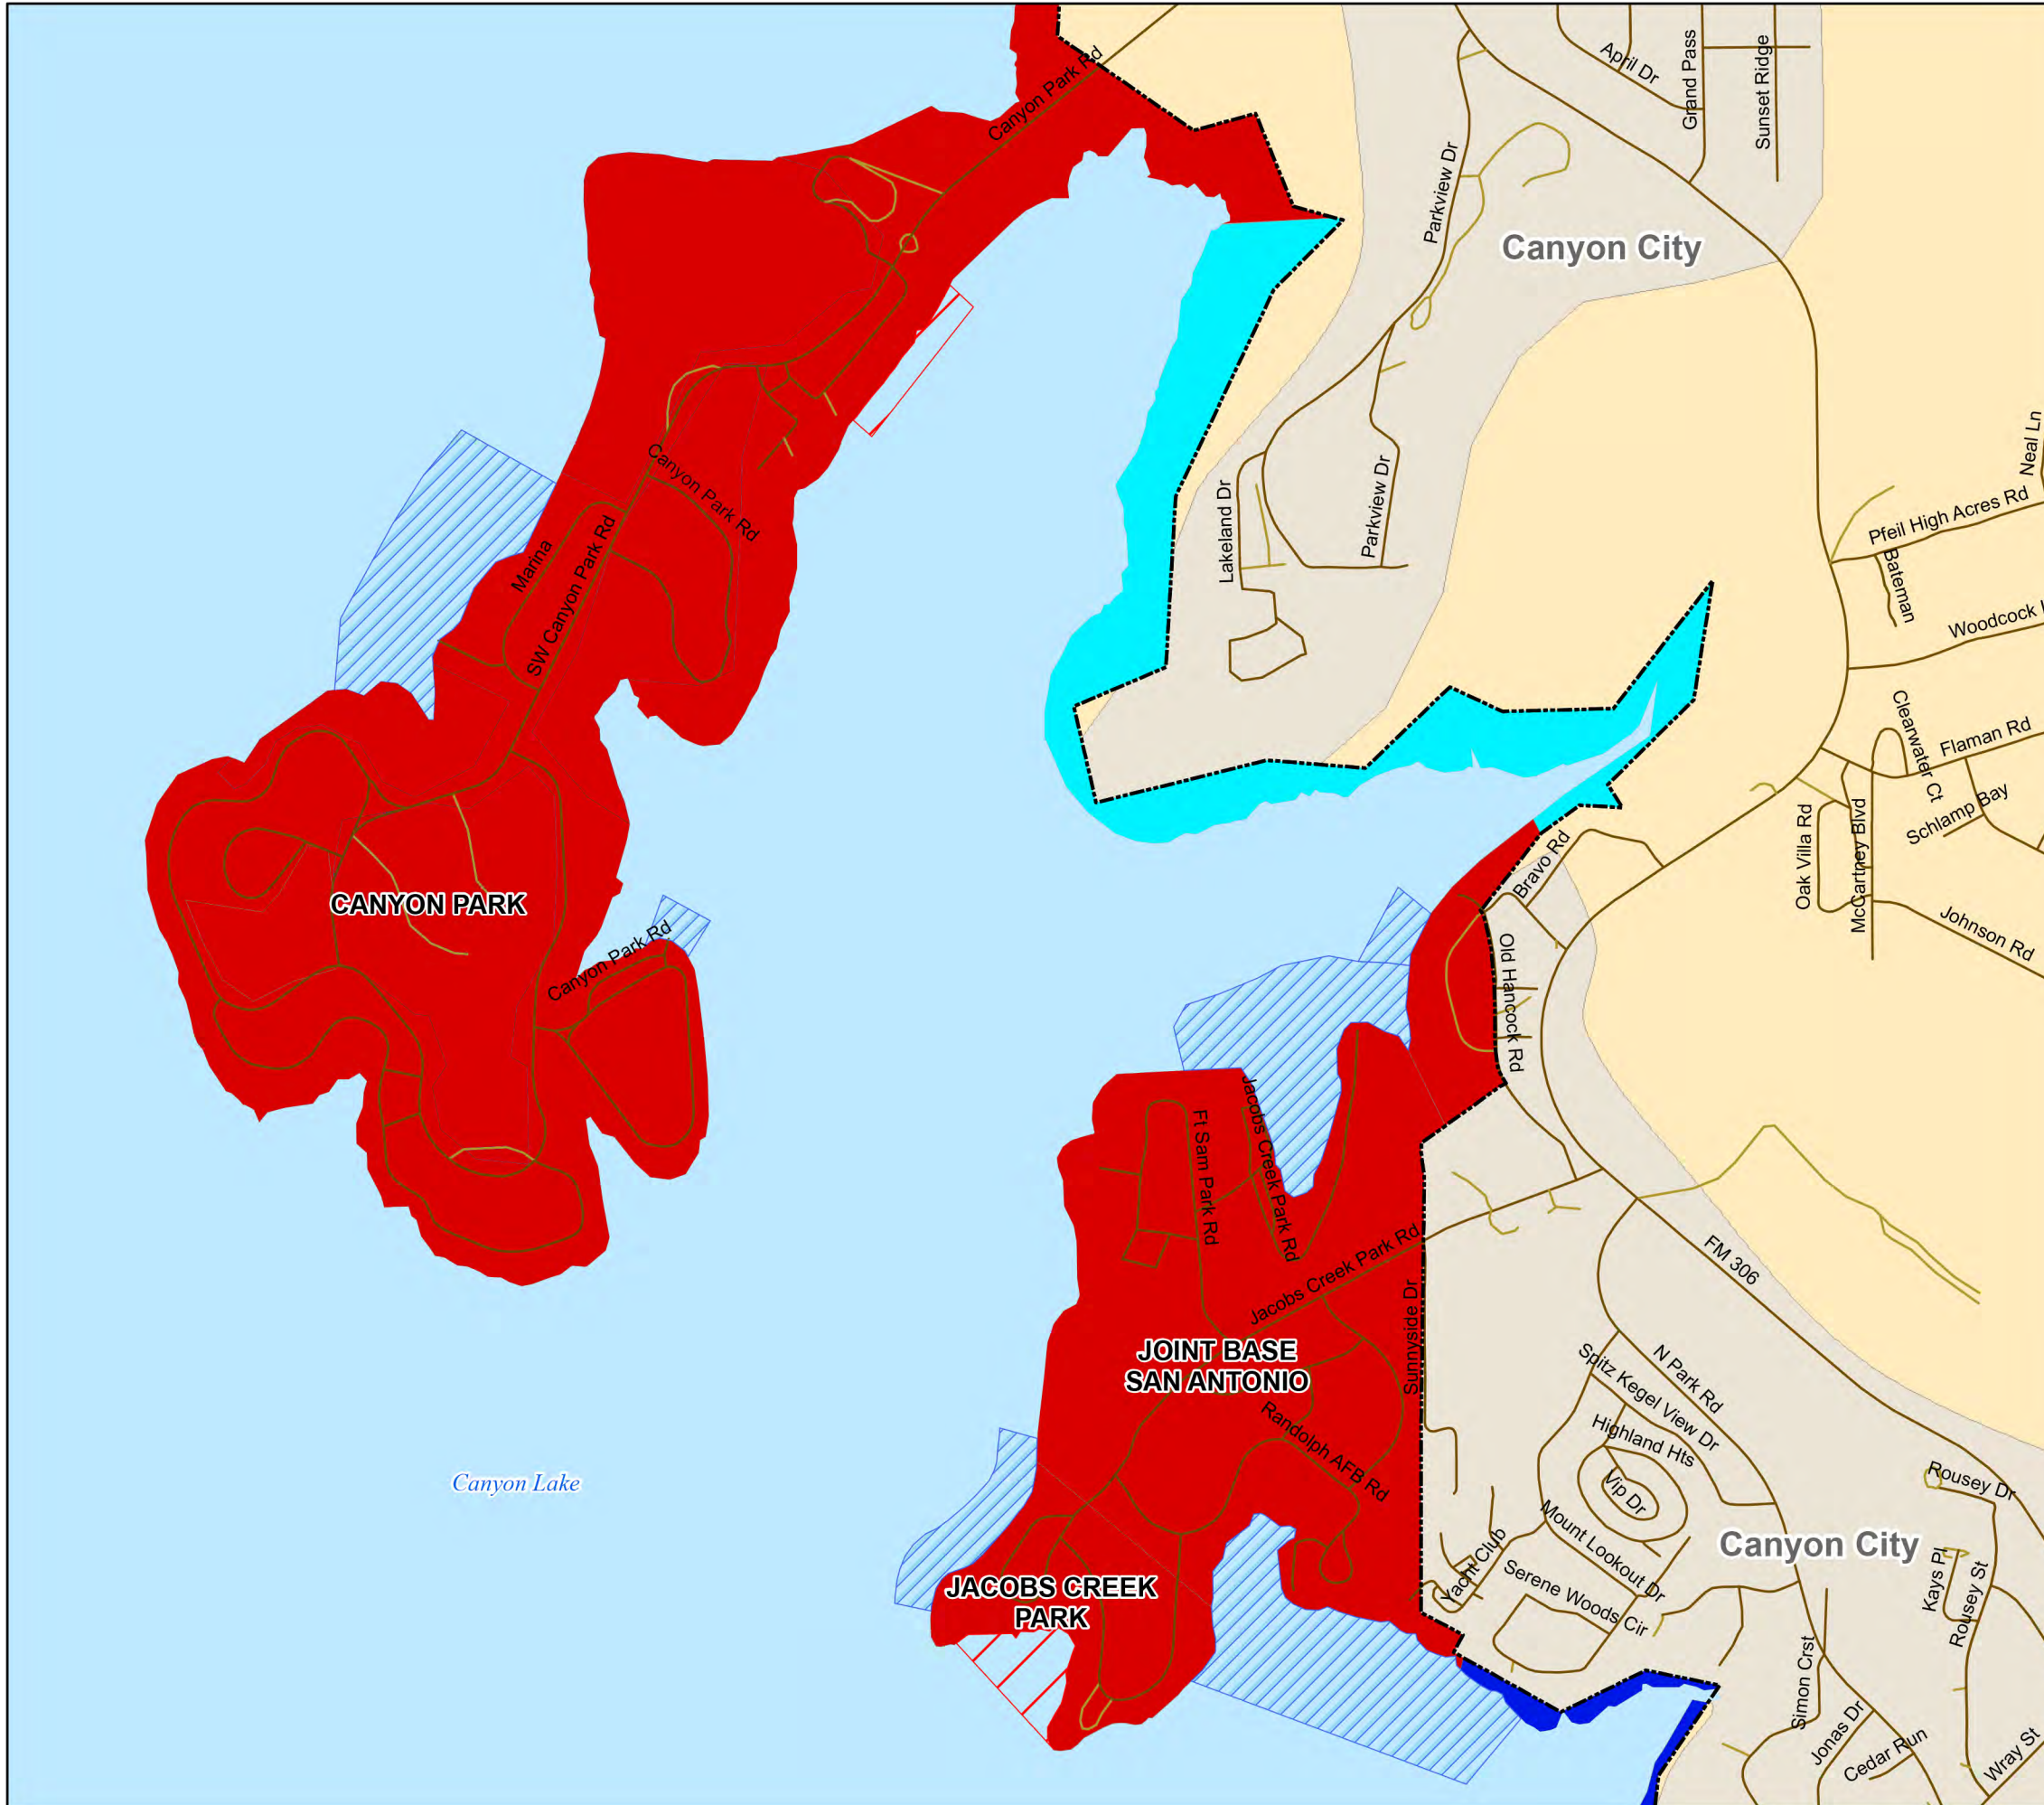 April Dr
Grand Pass
Sunset Ridge
Canyon Park Rd
Parkview Dr
Canyon City
Neal Ln
Canyon Park Rd
Lakeland Dr
Parkview Dr
Pfeil High Acres Rd
Bateman
Marina
SW Canyon Park Rd
Woodcock
Clearwater Ct
Flaman Rd
Schlamp Bay
Oak Villa Rd
McCartney Blvd
Bravo Rd
CANYON PARK
Canyon Park Rd
Old Hancock Rd
Johnson Rd
Ft Sam Park Rd
Jacobs Creek Park Rd
Jacobs Creek Park Rd
FM 306
Sunnyside Dr
JOINT BASE
SAN ANTONIO
N Park Rd
Spitz Kegel View Dr
Randolph AFB Rd
Highland Hts
Canyon Lake
Vip Dr
Rousey Dr
Mount Lookout Dr
Canyon City
Yacht Club
Serene Woods Cir
JACOBS CREEK
PARK
Kays Pl
Rousey St
Simon Crst
Jonas Dr
Cedar Run
Wray St